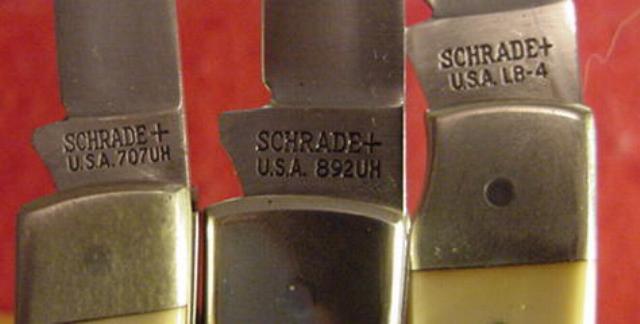 SCHRADE+
U.S.A. 707UH
SCHRADE+
U.S.A. 892UH
SCHRADE+
U.S.A. LB-4